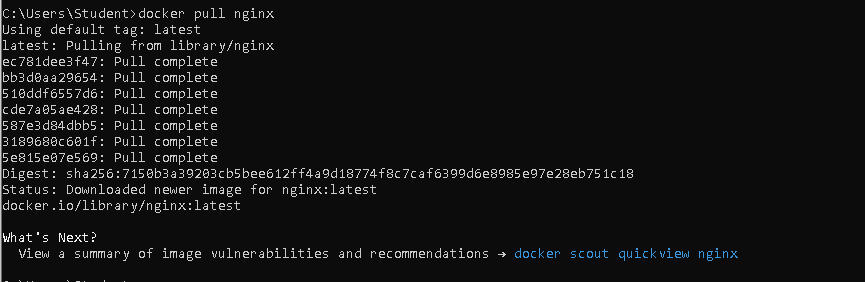 C:\Users\Student>docker pull nginx
Using default tag: latest
latest: Pulling from library/nginx
ec781dee3f47: Pull complete
bb3d0aa29654: Pull complete
510ddf6557d6: Pull complete
cde7a05ae428: Pull complete
587e3d84dbb5: Pull complete
3189680c601f: Pull complete
5e815e07e569: Pull complete
Digest: sha256:7150b3a39203cb5bee612ff4a9d18774f8c7caf6399d6e8985e97e28eb751c18
Status: Downloaded newer image for nginx:latest
docker.io/library/nginx:latest
What's Next?
View a summary of image vulnerabilities and recommendations → docker scout quickview nginx